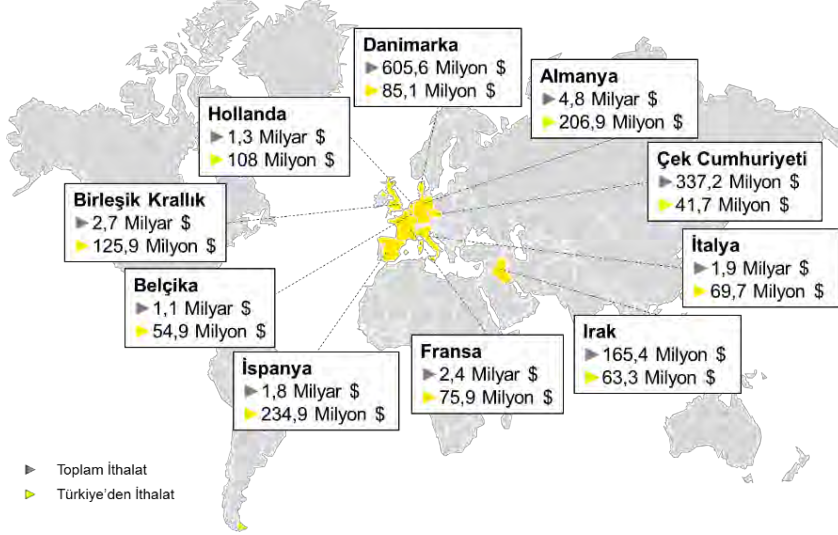 Danimarka
605,6 Milyon $
85,1 Milyon $
Almanya
4,8 Milyar $
206,9 Milyon $
Hollanda
1,3 Milyar $
108 Milyon $
Çek Cumhuriyeti
337,2 Milyon $
41,7 Milyon $
Birleşik Krallık
2,7 Milyar $
125,9 Milyon $
İtalya
1,9 Milyar $
69,7 Milyon $
Belçika
1,1 Milyar $
54,9 Milyon $
Irak
165,4 Milyon $
63,3 Milyon $
Fransa
2,4 Milyar $
75,9 Milyon $
İspanya
1,8 Milyar $
234,9 Milyon $
Toplam İthalat
Türkiye’den İthalat